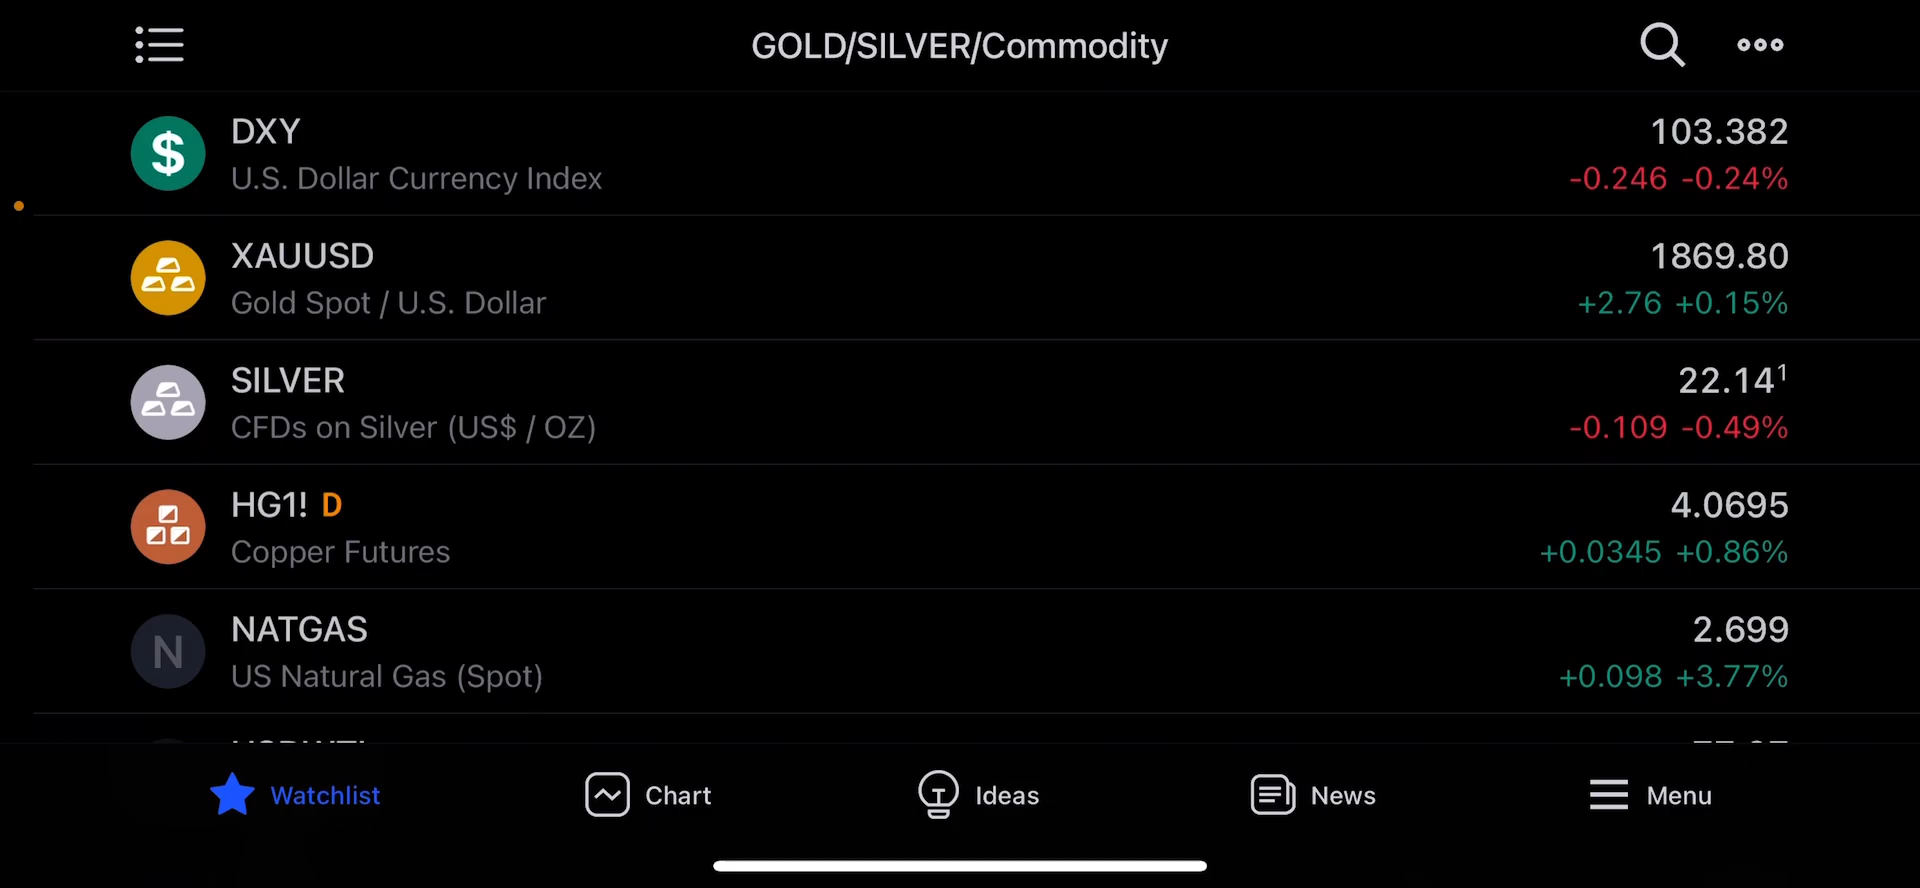 GOLD/SILVER/Commodity
$
DXY
103.382
U.S. Dollar Currency Index
-0.246 -0.24%
XAUUSD
1869.80
Gold Spot / U.S. Dollar
+2.76 +0.15%
SILVER
22.14¹
CFDs on Silver (US$ / OZ)
-0.109 -0.49%
HG1! D
4.0695
Copper Futures
+0.0345 +0.86%
N
NATGAS
2.699
US Natural Gas (Spot)
+0.098 +3.77%
Watchlist
Chart
Ideas
News
Menu